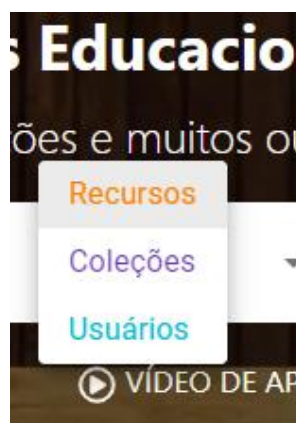 s Educacio
ões e muitos ou
Recursos
Coleções
Usuários
VÍDEO DE AP